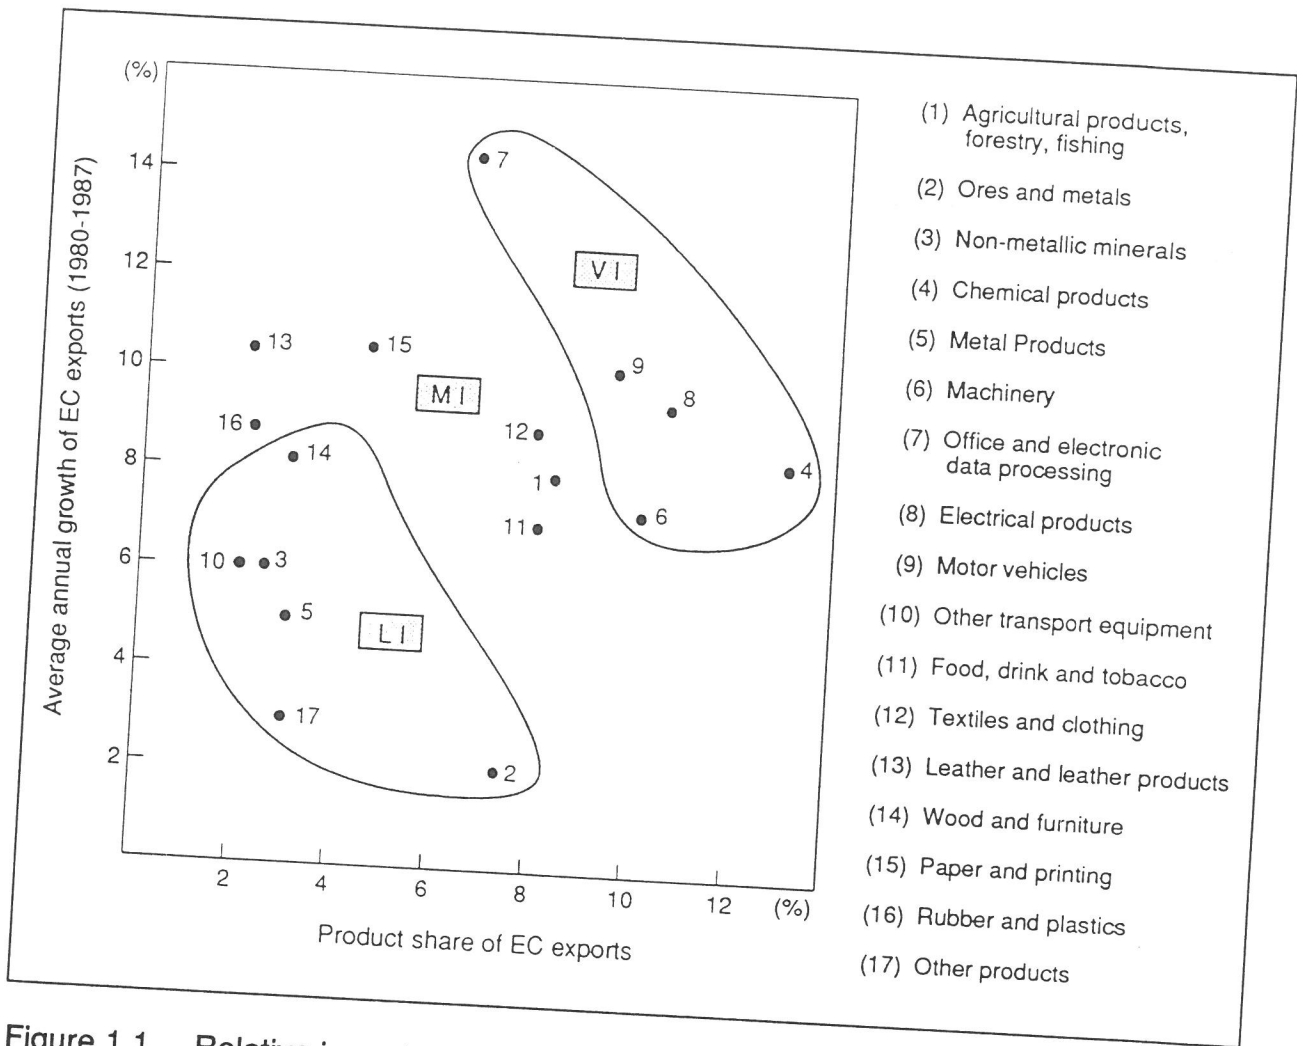 (%)
14
12
10
8
6
4
2
Average annual growth of EC exports (1980-1987)
7
VI
13
15
9
MI
8
16
12
14
4
1
6
11
10
3
5
LI
17
2
2
4
6
8
10
12
(%)
Product share of EC exports
(1) Agricultural products,
forestry, fishing
(2) Ores and metals
(3) Non-metallic minerals
(4) Chemical products
(5) Metal Products
(6) Machinery
(7) Office and electronic
data processing
(8) Electrical products
(9) Motor vehicles
(10) Other transport equipment
(11) Food, drink and tobacco
(12) Textiles and clothing
(13) Leather and leather products
(14) Wood and furniture
(15) Paper and printing
(16) Rubber and plastics
(17) Other products
Figure 1.1